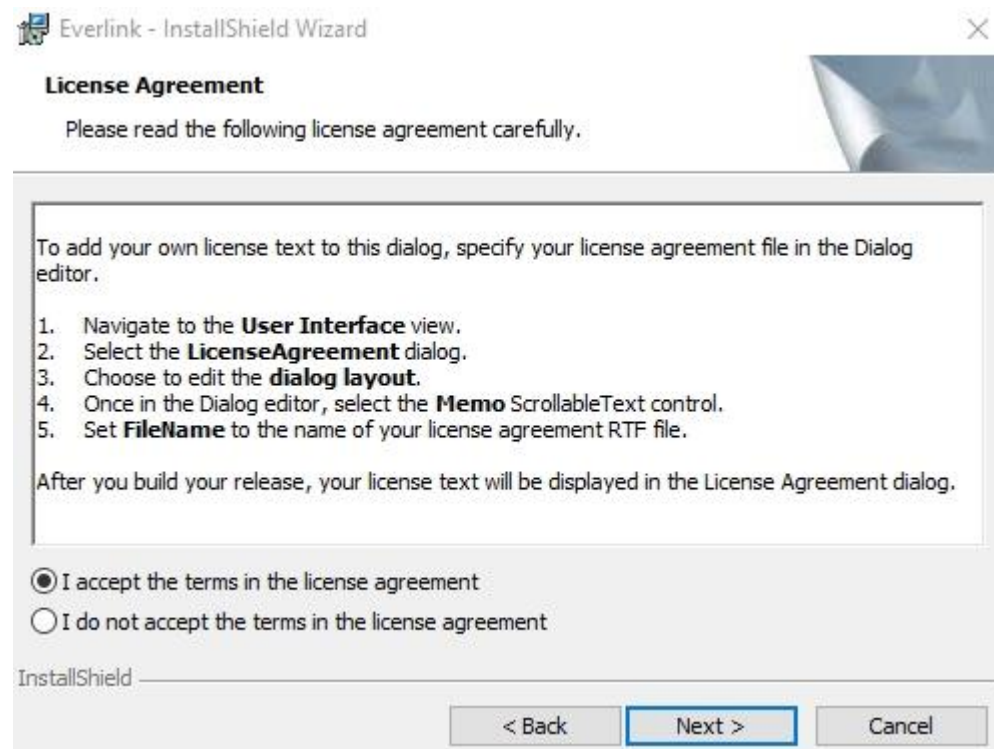 Everlink - InstallShield Wizard
License Agreement
Please read the following license agreement carefully.
To add your own license text to this dialog, specify your license agreement file in the Dialog
editor.
1. Navigate to the User Interface view.
2. Select the LicenseAgreement dialog.
3. Choose to edit the dialog layout.
4. Once in the Dialog editor, select the Memo ScrollableText control.
5. Set FileName to the name of your license agreement RTF file.
After you build your release, your license text will be displayed in the License Agreement dialog.
I accept the terms in the license agreement
I do not accept the terms in the license agreement
InstallShield
< Back Next > Cancel